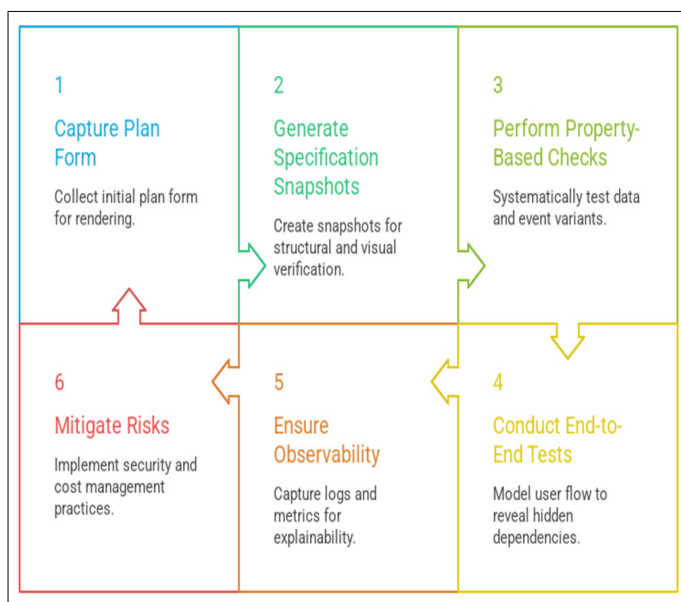 1
Capture Plan
Form
Collect initial plan form
for rendering.
2
Generate
Specification
Snapshots
Create snapshots for
structural and visual
verification.
3
Perform Property-
Based Checks
Systematically test data
and event variants.
6
Mitigate Risks
Implement security and
cost management
practices.
5
Ensure
Observability
Capture logs and
metrics for
explainability.
4
Conduct End-to-
End Tests
Model user flow to
reveal hidden
dependencies.